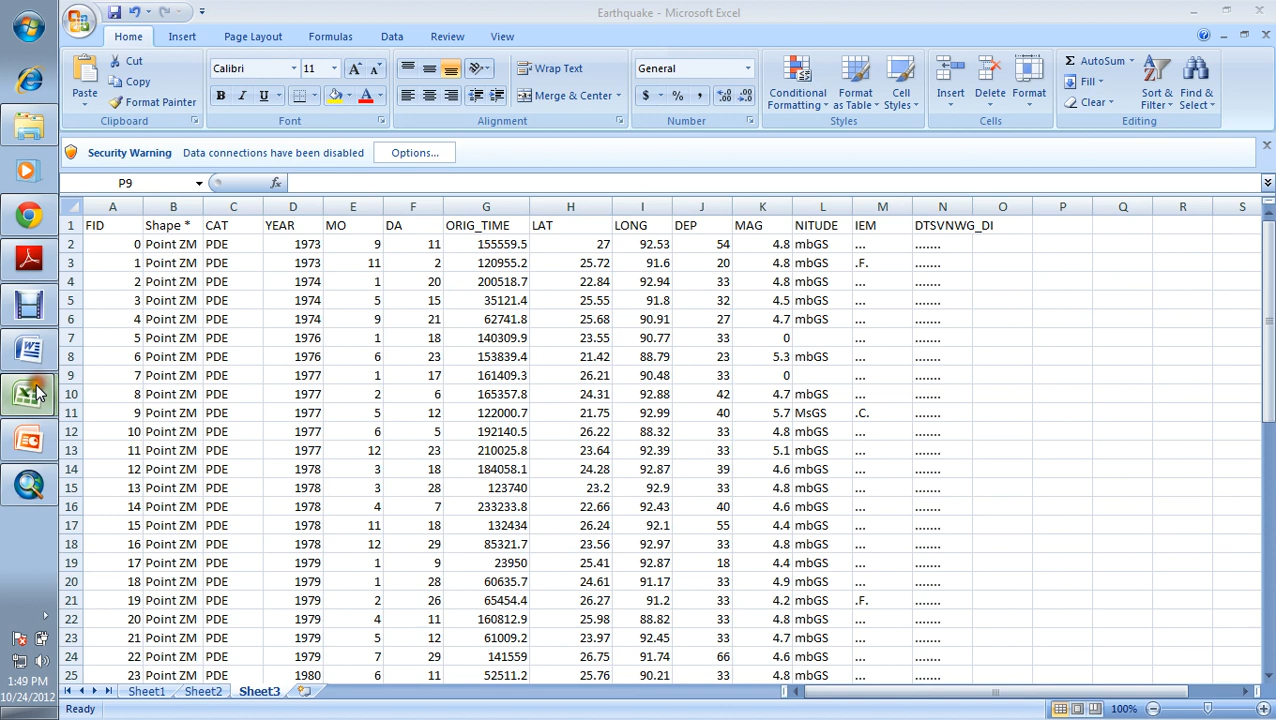 Earthquake - Microsoft Excel
Home Insert Page Layout Formulas Data Review View
Paste Cut Copy Format Painter Clipboard
Calibri 11 B I U A A A Font
Wrap Text Merge & Center Alignment
General $ % , Number
Conditional Formatting Format as Table Cell Styles Styles
Insert Delete Format Cells
Σ AutoSum Fill Clear Sort & Filter Find & Select Editing
Security Warning Data connections have been disabled Options...
P9 fx
A B C D E F G H I J K L M N O P Q R S
1 FID Shape * CAT YEAR MO DA ORIG_TIME LAT LONG DEP MAG NITUDE IEM DTSVNWG_DI
2 0 Point ZM PDE 1973 9 11 155559.5 27 92.53 54 4.8 mbGS ... .......
3 1 Point ZM PDE 1973 11 2 120955.2 25.72 91.6 20 4.8 mbGS .F. .......
4 2 Point ZM PDE 1974 1 20 200518.7 22.84 92.94 33 4.8 mbGS ... .......
5 3 Point ZM PDE 1974 5 15 35121.4 25.55 91.8 32 4.5 mbGS ... .......
6 4 Point ZM PDE 1974 9 21 62741.8 25.68 90.91 27 4.7 mbGS ... .......
7 5 Point ZM PDE 1976 1 18 140309.9 23.55 90.77 33 0 ... .......
8 6 Point ZM PDE 1976 6 23 153839.4 21.42 88.79 23 5.3 mbGS ... .......
9 7 Point ZM PDE 1977 1 17 161409.3 26.21 90.48 33 0 ... .......
10 8 Point ZM PDE 1977 2 6 165357.8 24.31 92.88 42 4.7 mbGS ... .......
11 9 Point ZM PDE 1977 5 12 122000.7 21.75 92.99 40 5.7 MsGS .C. .......
12 10 Point ZM PDE 1977 6 5 192140.5 26.22 88.32 33 4.8 mbGS ... .......
13 11 Point ZM PDE 1977 12 23 210025.8 23.64 92.39 33 5.1 mbGS ... .......
14 12 Point ZM PDE 1978 3 18 184058.1 24.28 92.87 39 4.6 mbGS ... .......
15 13 Point ZM PDE 1978 3 28 123740 23.2 92.9 33 4.8 mbGS ... .......
16 14 Point ZM PDE 1978 4 7 233233.8 22.66 92.43 40 4.6 mbGS ... .......
17 15 Point ZM PDE 1978 11 18 132434 26.24 92.1 55 4.4 mbGS ... .......
18 16 Point ZM PDE 1978 12 29 85321.7 23.56 92.97 33 4.8 mbGS ... .......
19 17 Point ZM PDE 1979 1 9 23950 25.41 92.87 18 4.4 mbGS ... .......
20 18 Point ZM PDE 1979 1 28 60635.7 24.61 91.17 33 4.9 mbGS ... .......
21 19 Point ZM PDE 1979 2 26 65454.4 26.27 91.2 33 4.2 mbGS .F. .......
22 20 Point ZM PDE 1979 4 11 160812.9 25.98 88.82 33 4.8 mbGS ... .......
23 21 Point ZM PDE 1979 5 12 61009.2 23.97 92.45 33 4.7 mbGS ... .......
24 22 Point ZM PDE 1979 7 29 141559 26.75 91.74 66 4.6 mbGS ... .......
25 23 Point ZM PDE 1980 6 11 52511.2 25.76 90.21 33 4.8 mbGS ... .......
Sheet1 Sheet2 Sheet3
Ready 100%
1:49 PM
10/24/2012